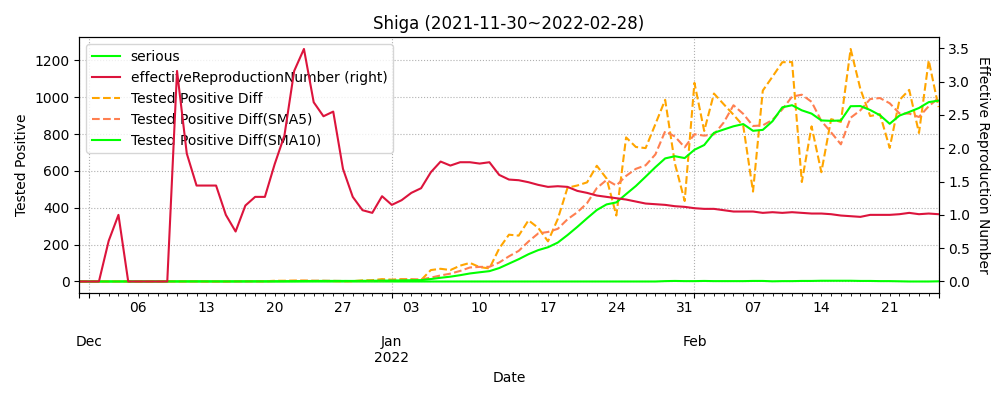 Shiga (2021-11-30~2022-02-28)
serious
effectiveReproductionNumber (right)
Tested Positive Diff
Tested Positive Diff(SMA5)
Tested Positive Diff(SMA10)
Tested Positive
1200
1000
800
600
400
200
0
3.5
3.0
2.5
2.0
1.5
1.0
0.5
0.0
Effective Reproduction Number
06 13 20 27 03 10 17 24 31 07 14 21
Dec Jan Feb
2022
Date